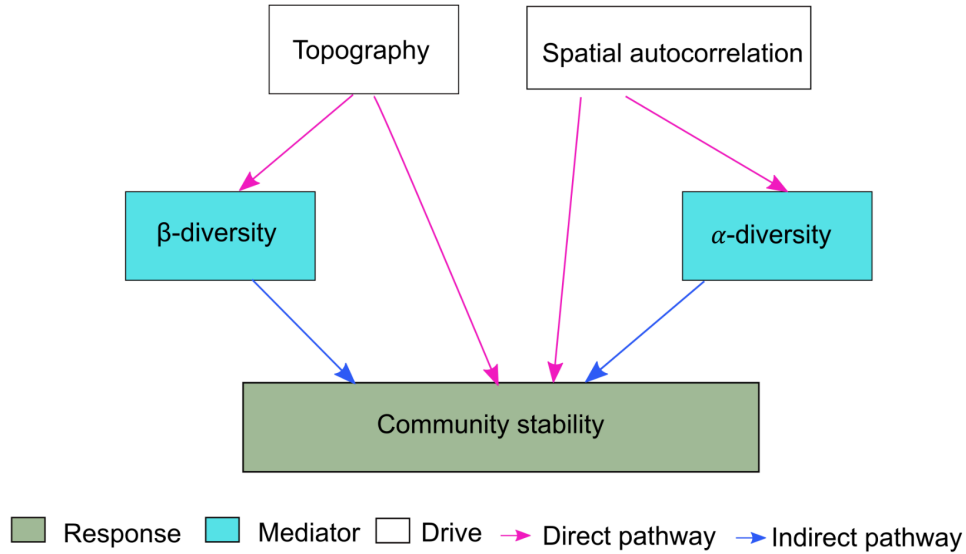 Topography
Spatial autocorrelation
β-diversity
α-diversity
Community stability
Response
Mediator
Drive
Direct pathway
Indirect pathway